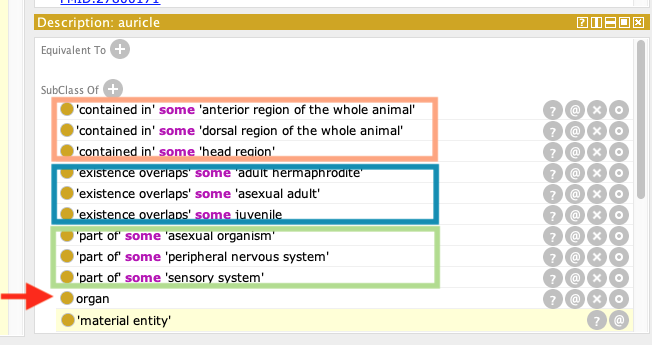 PMID:27800171
Description: auricle
Equivalent To
SubClass Of
'contained in' some 'anterior region of the whole animal'
'contained in' some 'dorsal region of the whole animal'
'contained in' some 'head region'
'existence overlaps' some 'adult hermaphrodite'
'existence overlaps' some 'asexual adult'
'existence overlaps' some juvenile
'part of' some 'asexual organism'
'part of' some 'peripheral nervous system'
'part of' some 'sensory system'
organ
'material entity'